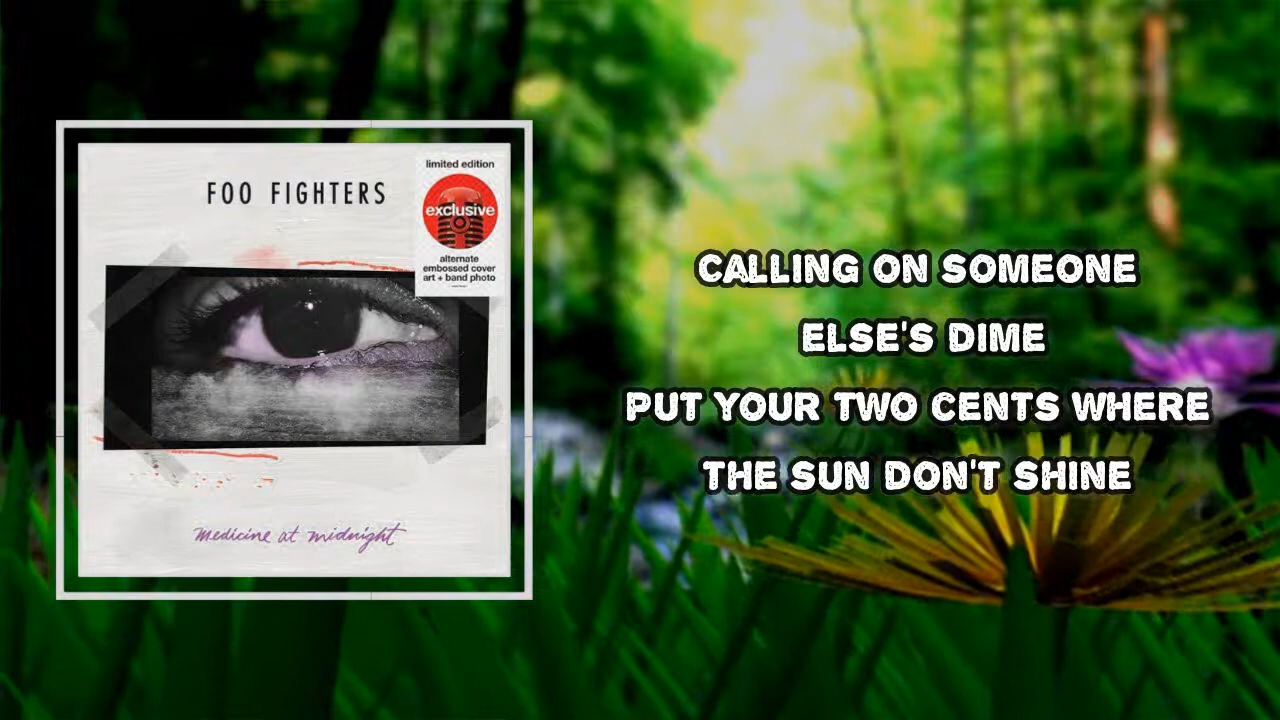 FOO FIGHTERS
limited edition
exclusive
alternate
embossed cover
art + band photo
medicine at midnight
CALLING ON SOMEONE
ELSE'S DIME
PUT YOUR TWO CENTS WHERE
THE SUN DON'T SHINE